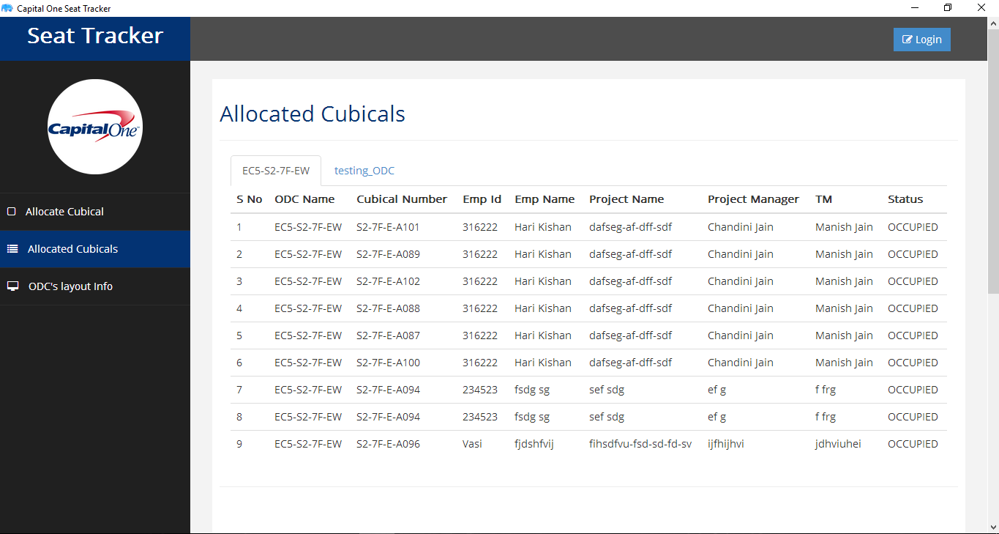 Capital One Seat Tracker
Seat Tracker
Login
CapitalOne
Allocate Cubical
Allocated Cubicals
ODC's layout Info
Allocated Cubicals
EC5-S2-7F-EW testing_ODC
S No ODC Name Cubical Number Emp Id Emp Name Project Name Project Manager TM Status
1 EC5-S2-7F-EW S2-7F-E-A101 316222 Hari Kishan dafseg-af-dff-sdf Chandini Jain Manish Jain OCCUPIED
2 EC5-S2-7F-EW S2-7F-E-A089 316222 Hari Kishan dafseg-af-dff-sdf Chandini Jain Manish Jain OCCUPIED
3 EC5-S2-7F-EW S2-7F-E-A102 316222 Hari Kishan dafseg-af-dff-sdf Chandini Jain Manish Jain OCCUPIED
4 EC5-S2-7F-EW S2-7F-E-A088 316222 Hari Kishan dafseg-af-dff-sdf Chandini Jain Manish Jain OCCUPIED
5 EC5-S2-7F-EW S2-7F-E-A087 316222 Hari Kishan dafseg-af-dff-sdf Chandini Jain Manish Jain OCCUPIED
6 EC5-S2-7F-EW S2-7F-E-A100 316222 Hari Kishan dafseg-af-dff-sdf Chandini Jain Manish Jain OCCUPIED
7 EC5-S2-7F-EW S2-7F-E-A094 234523 fsdg sg sef sdg ef g f frg OCCUPIED
8 EC5-S2-7F-EW S2-7F-E-A094 234523 fsdg sg sef sdg ef g f frg OCCUPIED
9 EC5-S2-7F-EW S2-7F-E-A096 Vasi fjdshfvij fihsdfvu-fsd-sd-fd-sv ijfhijhvi jdhviuhei OCCUPIED